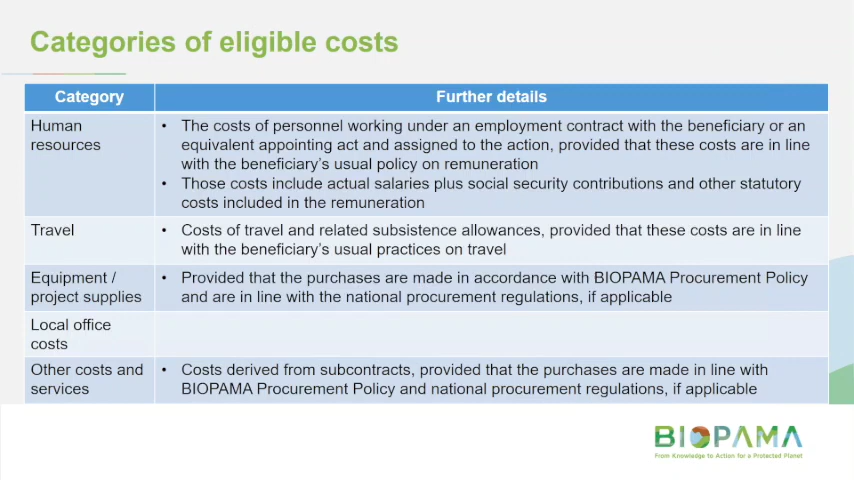 Categories of eligible costs
Category
Further details
Human
resources
• The costs of personnel working under an employment contract with the beneficiary or an
equivalent appointing act and assigned to the action, provided that these costs are in line
with the beneficiary's usual policy on remuneration
• Those costs include actual salaries plus social security contributions and other statutory
costs included in the remuneration
Travel
• Costs of travel and related subsistence allowances, provided that these costs are in line
with the beneficiary's usual practices on travel
Equipment /
project supplies
• Provided that the purchases are made in accordance with BIOPAMA Procurement Policy
and are in line with the national procurement regulations, if applicable
Local office
costs
Other costs and
services
• Costs derived from subcontracts, provided that the purchases are made in line with
BIOPAMA Procurement Policy and national procurement regulations, if applicable
BIOPAMA
From Knowledge to Action for a Protected Planet